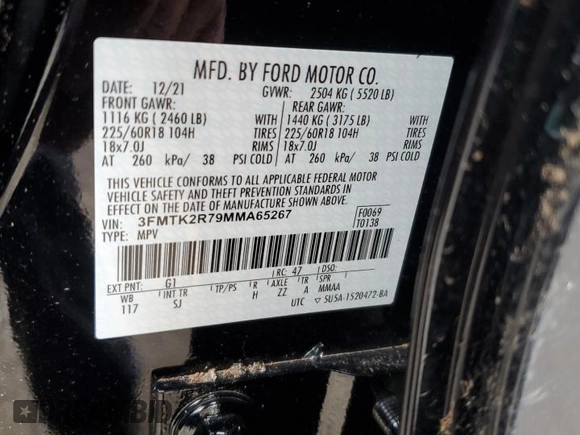 MFD. BY FORD MOTOR CO.
DATE: 12/21 GVWR: 2504 KG ( 5520 LB)
FRONT GAWR: REAR GAWR:
1116 KG ( 2460 LB) WITH 1440 KG ( 3175 LB) WITH
225/60R18 104H TIRES 225/60R18 104H TIRES
18x7.0J RIMS 18x7.0J RIMS
AT 260 kPa/ 38 PSI COLD AT 260 kPa/ 38 PSI COLD
THIS VEHICLE CONFORMS TO ALL APPLICABLE FEDERAL MOTOR
VEHICLE SAFETY AND THEFT PREVENTION STANDARDS IN
EFFECT ON THE DATE OF MANUFACTURE SHOWN ABOVE.
VIN: 3FMTK2R79MMA65267 F0069
TYPE: MPV T0138
EXT PNT: G1 RC: 47 DSO:
WB INT TR TP/PS R AXLE TR SPR
117 SJ H ZZ A MMAA
UTC ▽ SU5A-1520472-BA